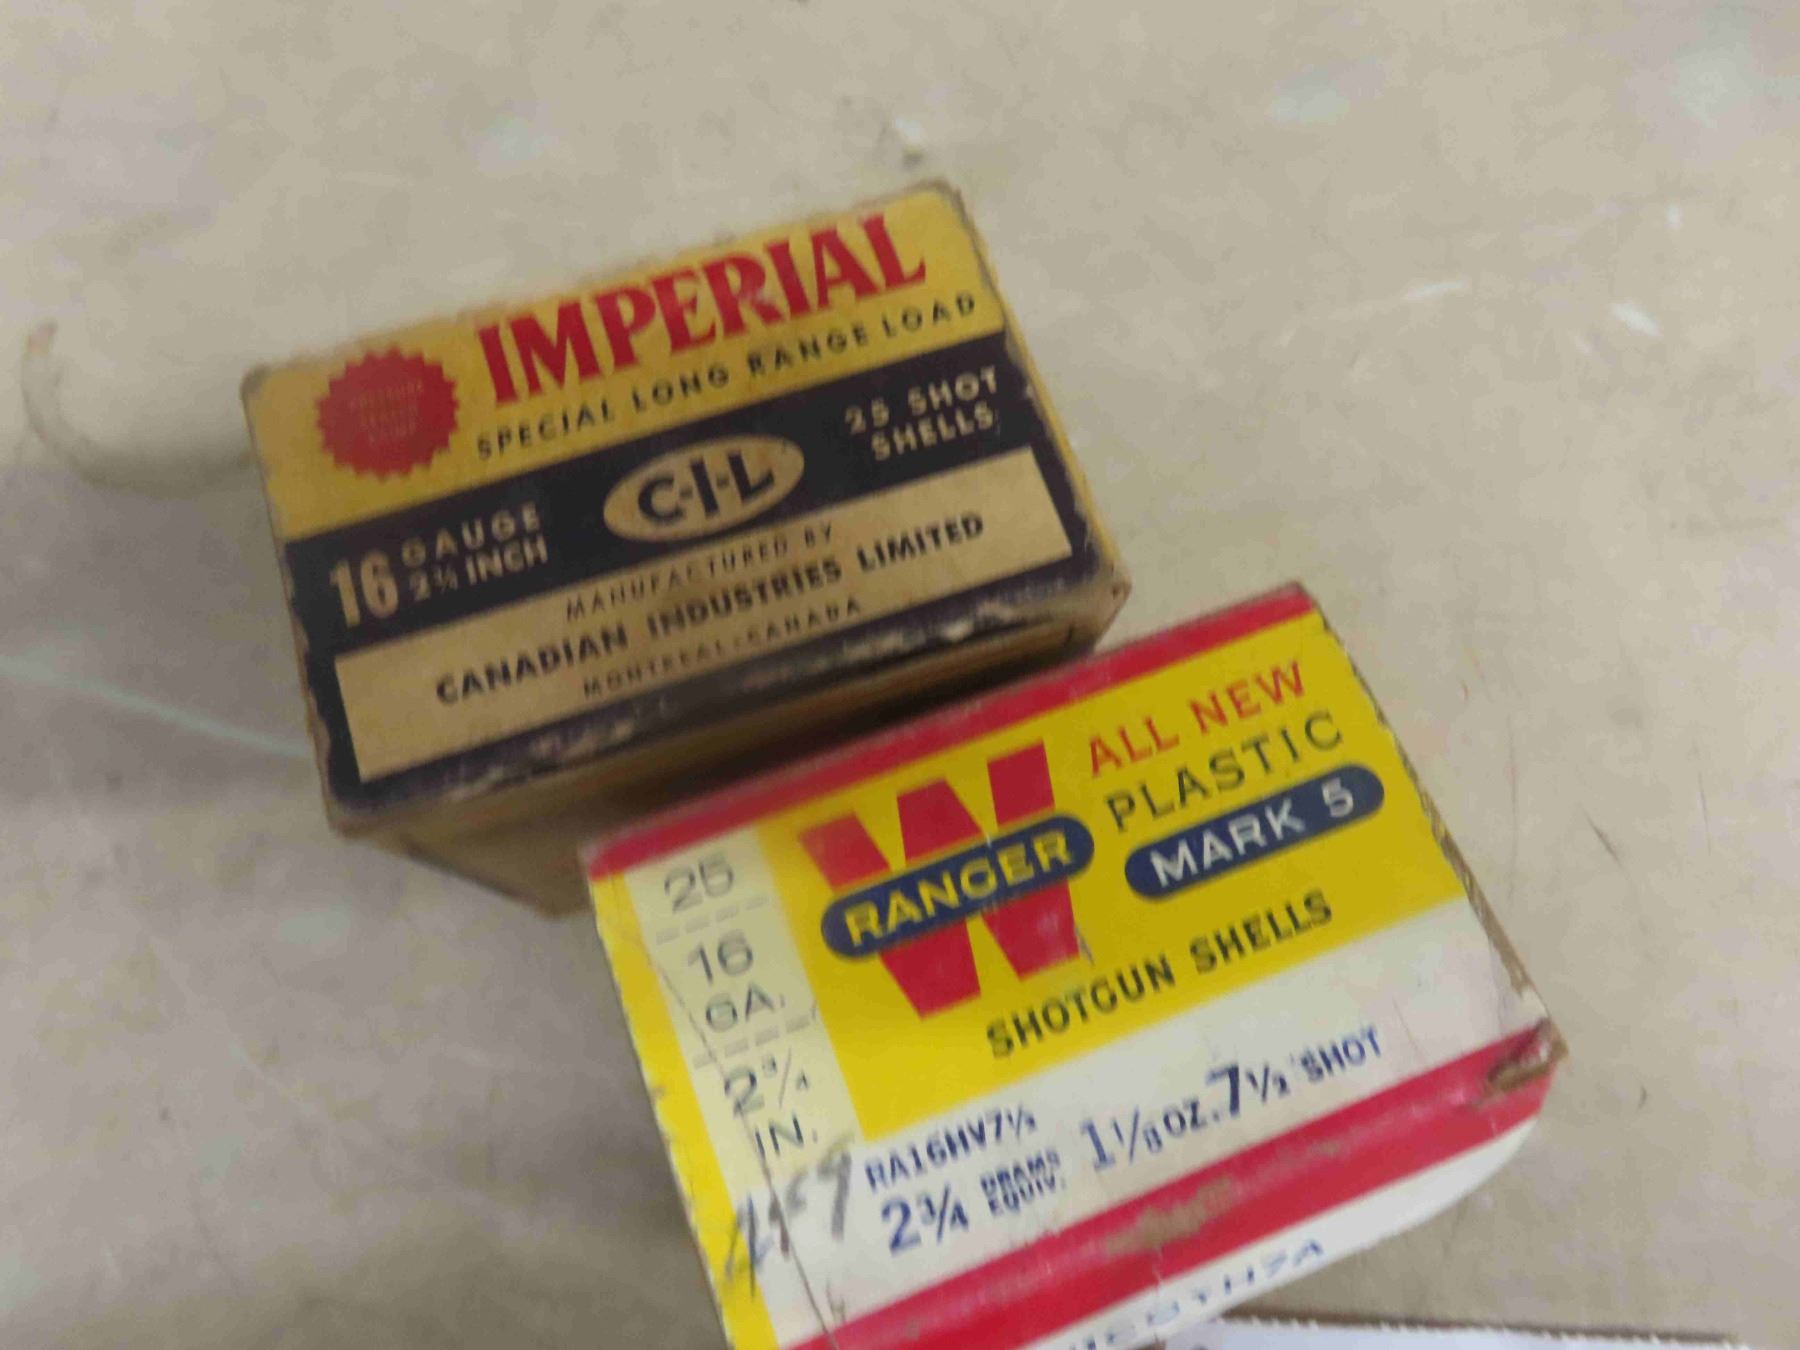 IMPERIAL
SPECIAL LONG RANGE LOAD
16 GAUGE
2¾ INCH
C-I-L
25 SHOT
SHELLS
MANUFACTURED BY
CANADIAN INDUSTRIES LIMITED
MONTREAL-CANADA
25
16
GA.
2¾
IN.
W
RANGER
ALL NEW
PLASTIC
MARK 5
SHOTGUN SHELLS
RA16HV7½
2¾ DRAMS
EQUIV.
1⅛ OZ. 7½ SHOT